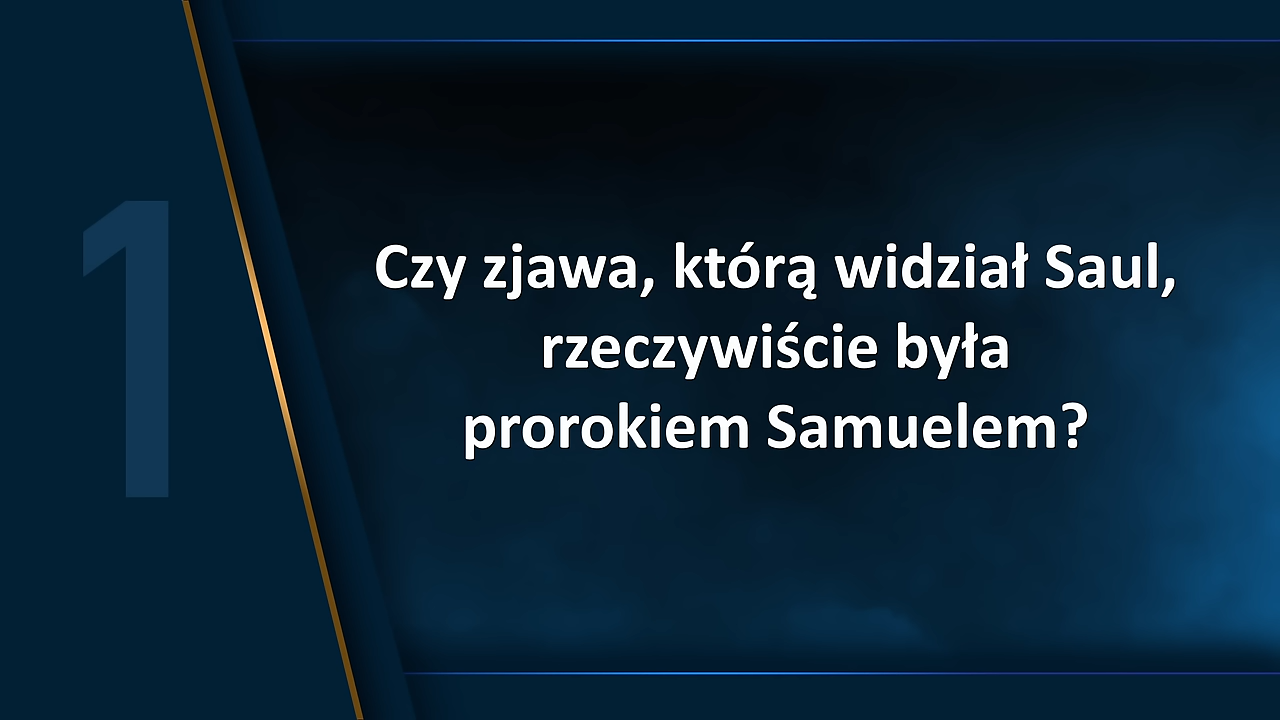 1
Czy zjawa, którą widział Saul,
rzeczywiście była
prorokiem Samuelem?